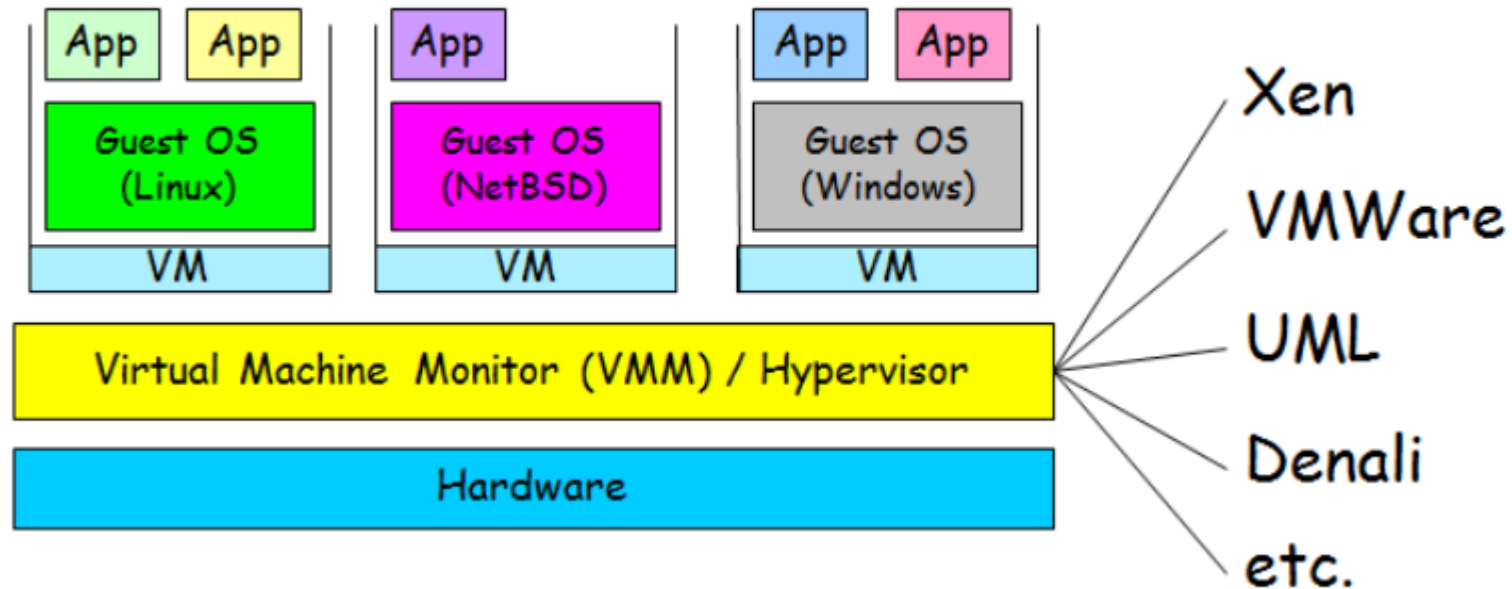 App App App App App
Guest OS
(Linux)
Guest OS
(NetBSD)
Guest OS
(Windows)
VM VM VM
Virtual Machine Monitor (VMM) / Hypervisor
Hardware
Xen
VMWare
UML
Denali
etc.